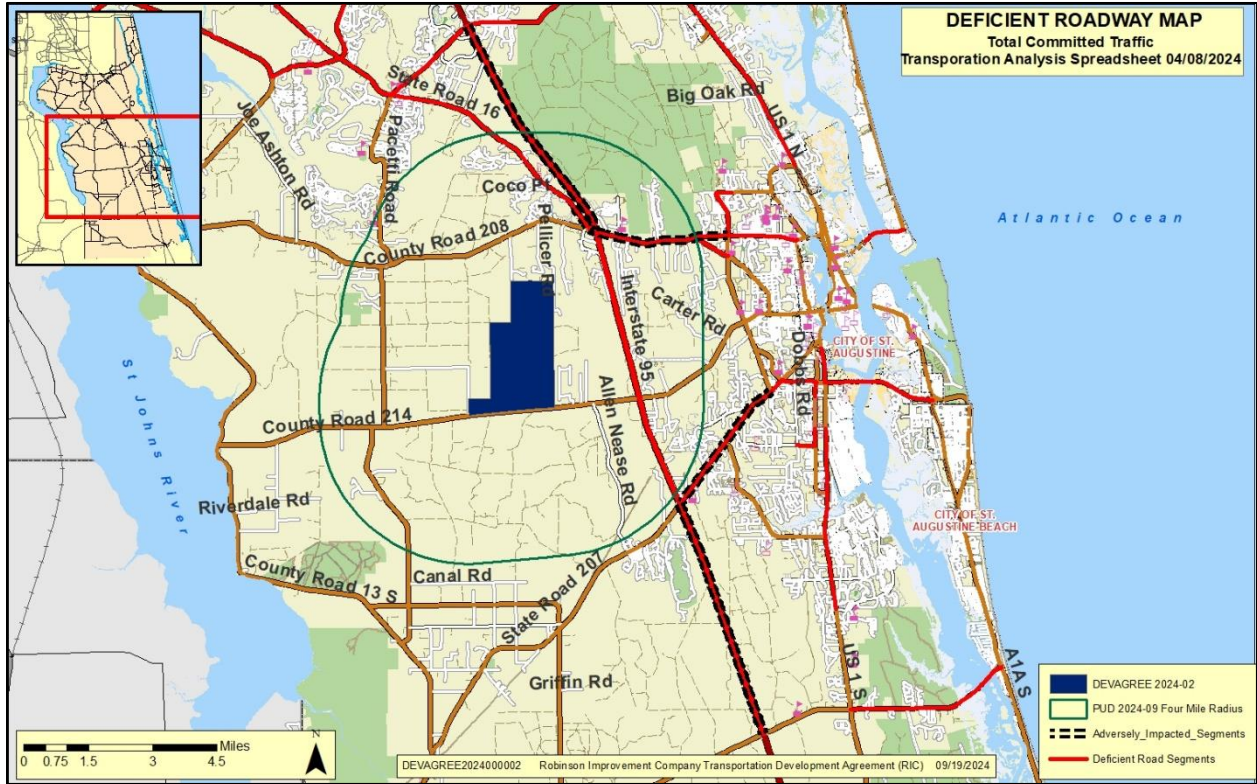 DEFICIENT ROADWAY MAP
Total Committed Traffic
Transporation Analysis Spreadsheet 04/08/2024
Big Oak Rd
US 1 N
State Road 16
Joe Ashton Rd
Pacetti Road
Coco Pl
Pellicer Rd
County Road 208
Atlantic Ocean
Interstate 95
Carter Rd
Dobbs Rd
CITY OF ST.
AUGUSTINE
St Johns River
County Road 214
Allen Nease Rd
Riverdale Rd
CITY OF ST.
AUGUSTINE BEACH
County Road 13 S
Canal Rd
State Road 207
Griffin Rd
US 1 S
A1A S
DEVAGREE 2024-02
PUD 2024-09 Four Mile Radius
Adversely_Impacted_Segments
Deficient Road Segments
Miles
0 0.75 1.5 3 4.5
N
DEVAGREE2024000002 Robinson Improvement Company Transportation Development Agreement (RIC) 09/19/2024